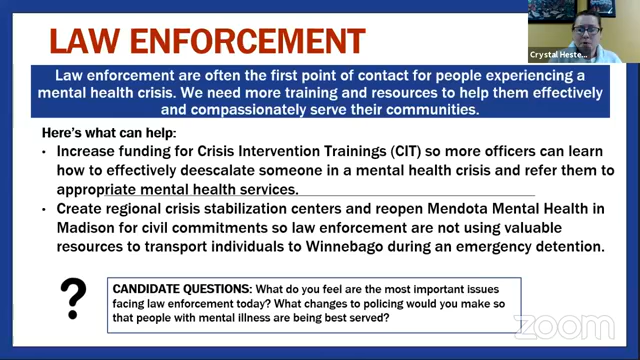 LAW ENFORCEMENT
Crystal Heste...
Law enforcement are often the first point of contact for people experiencing a
mental health crisis. We need more training and resources to help them effectively
and compassionately serve their communities.
Here's what can help:
• Increase funding for Crisis Intervention Trainings (CIT) so more officers can learn
how to effectively deescalate someone in a mental health crisis and refer them to
appropriate mental health services.
• Create regional crisis stabilization centers and reopen Mendota Mental Health in
Madison for civil commitments so law enforcement are not using valuable
resources to transport individuals to Winnebago during an emergency detention.
?
CANDIDATE QUESTIONS: What do you feel are the most important issues
facing law enforcement today? What changes to policing would you make so
that people with mental illness are being best served?
zoom